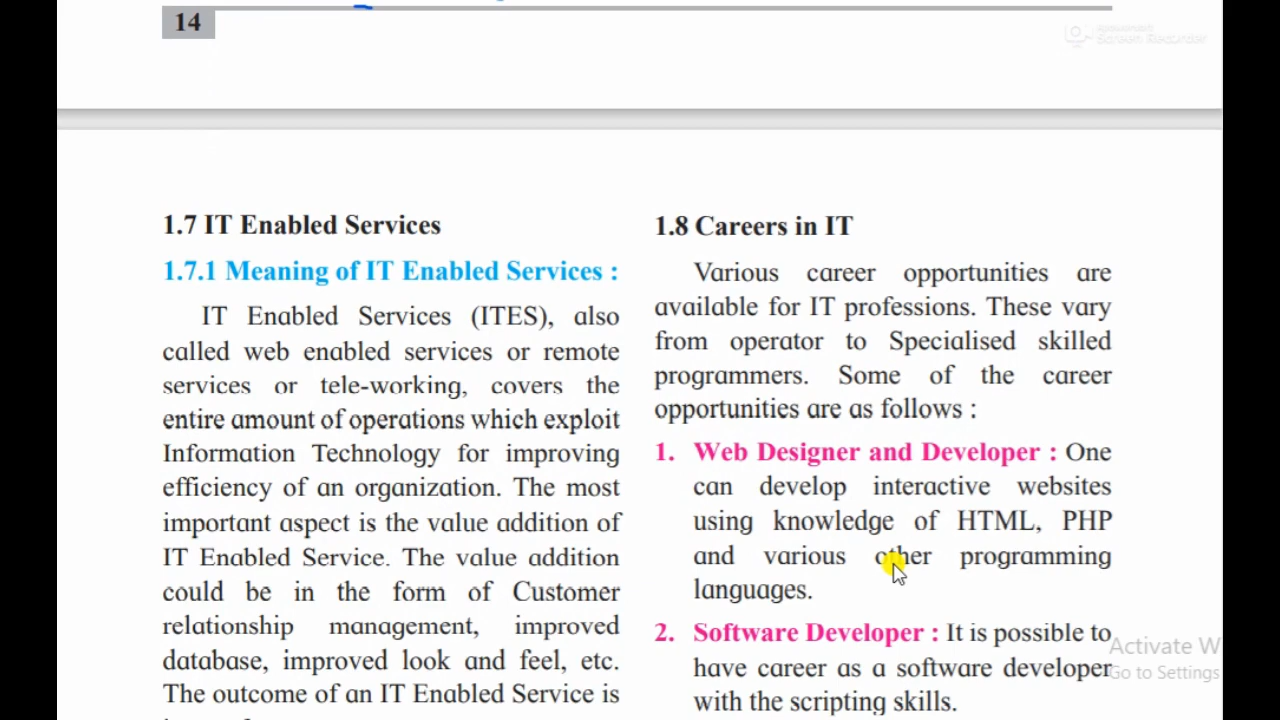 14
Screen Recorder
1.7 IT Enabled Services
1.7.1 Meaning of IT Enabled Services :
IT Enabled Services (ITES), also
called web enabled services or remote
services or tele-working, covers the
entire amount of operations which exploit
Information Technology for improving
efficiency of an organization. The most
important aspect is the value addition of
IT Enabled Service. The value addition
could be in the form of Customer
relationship management, improved
database, improved look and feel, etc.
The outcome of an IT Enabled Service is
1.8 Careers in IT
Various career opportunities are
available for IT professions. These vary
from operator to Specialised skilled
programmers. Some of the career
opportunities are as follows :
1. Web Designer and Developer : One
can develop interactive websites
using knowledge of HTML, PHP
and various other programming
languages.
2. Software Developer : It is possible to
have career as a software developer
with the scripting skills.
Activate W
Go to Settings